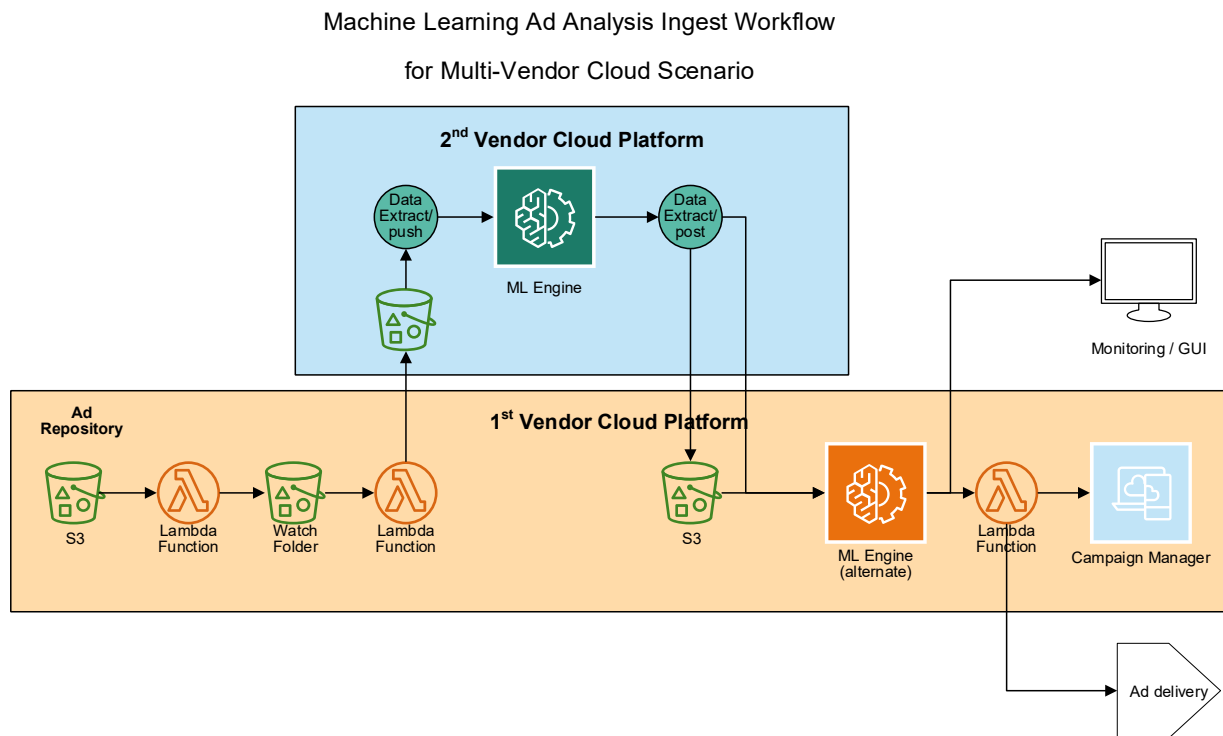 Machine Learning Ad Analysis Ingest Workflow
for Multi-Vendor Cloud Scenario
2nd Vendor Cloud Platform
Data
Extract/
push
ML Engine
Data
Extract/
post
Monitoring / GUI
1st Vendor Cloud Platform
Ad
Repository
S3
Lambda
Function
Watch
Folder
Lambda
Function
S3
ML Engine
(alternate)
Lambda
Function
Campaign Manager
Ad delivery